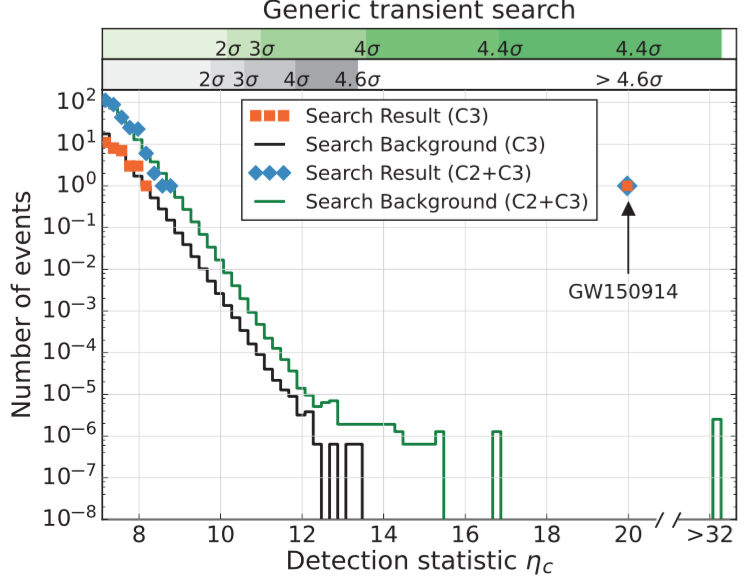 Generic transient search
2σ 3σ 4σ 4.4σ 4.4σ
2σ 3σ 4σ 4.6σ > 4.6σ
Search Result (C3)
Search Background (C3)
Search Result (C2+C3)
Search Background (C2+C3)
GW150914
Number of events
10²
10¹
10⁰
10⁻¹
10⁻²
10⁻³
10⁻⁴
10⁻⁵
10⁻⁶
10⁻⁷
10⁻⁸
8 10 12 14 16 18 20 >32
Detection statistic η_c